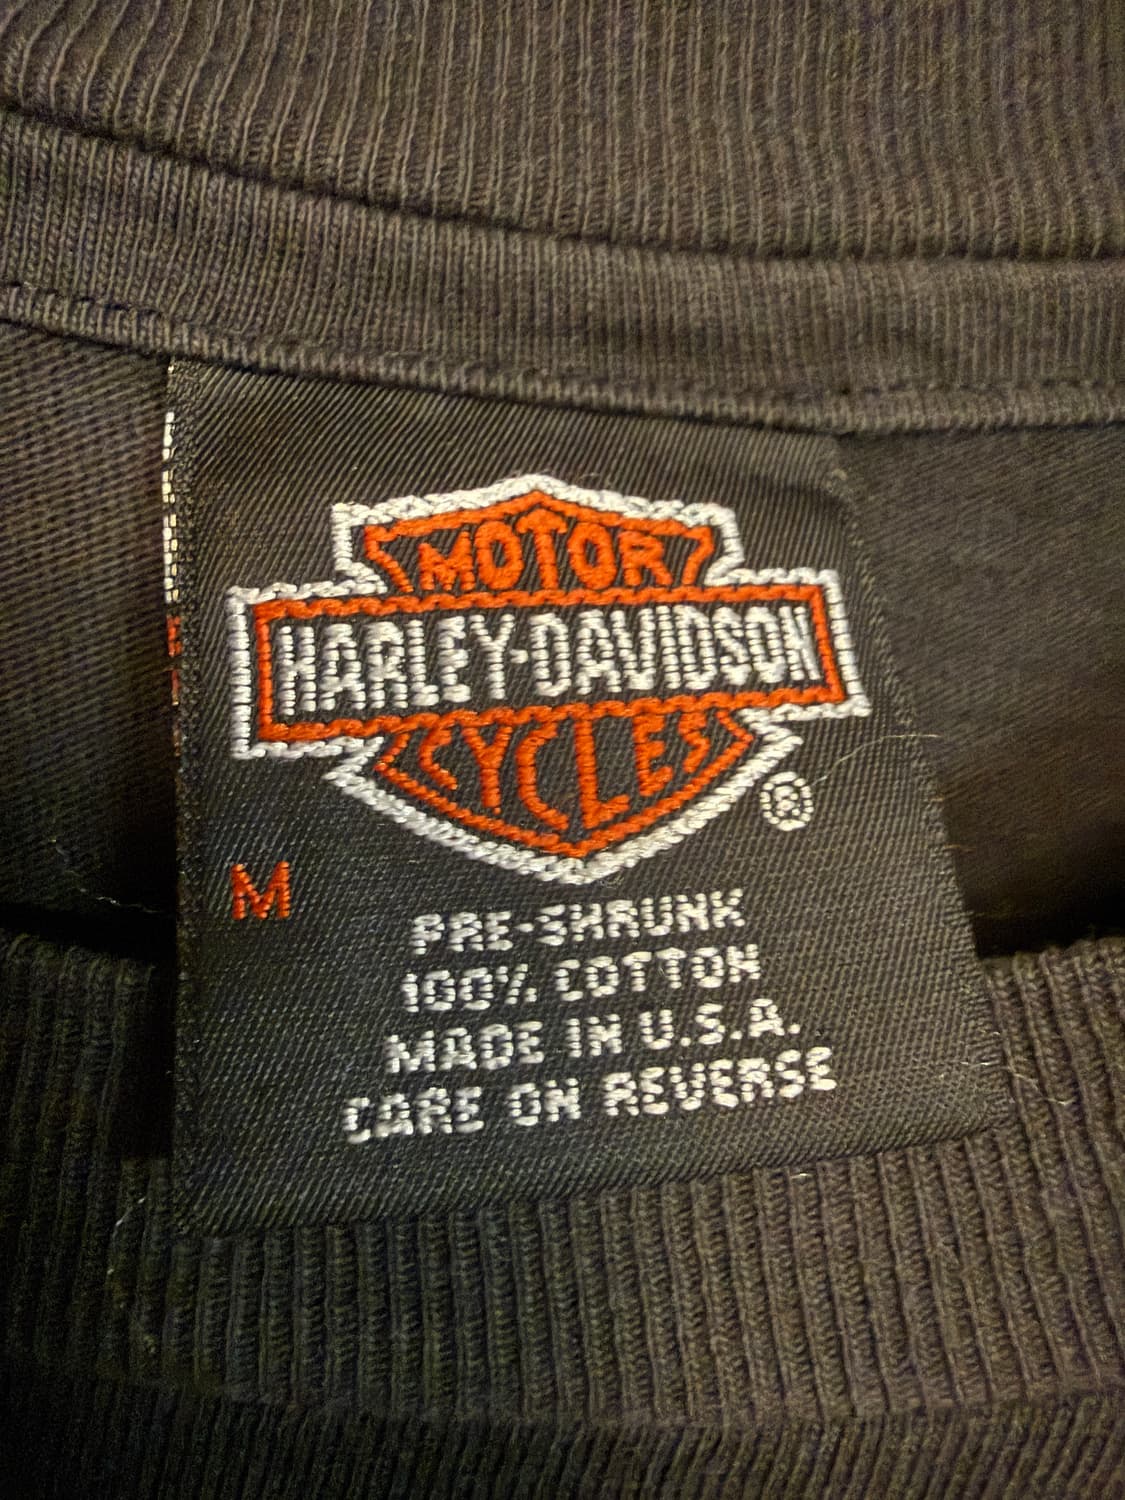 MOTOR
HARLEY-DAVIDSON
CYCLES
®
M
PRE-SHRUNK
100% COTTON
MADE IN U.S.A.
CARE ON REVERSE